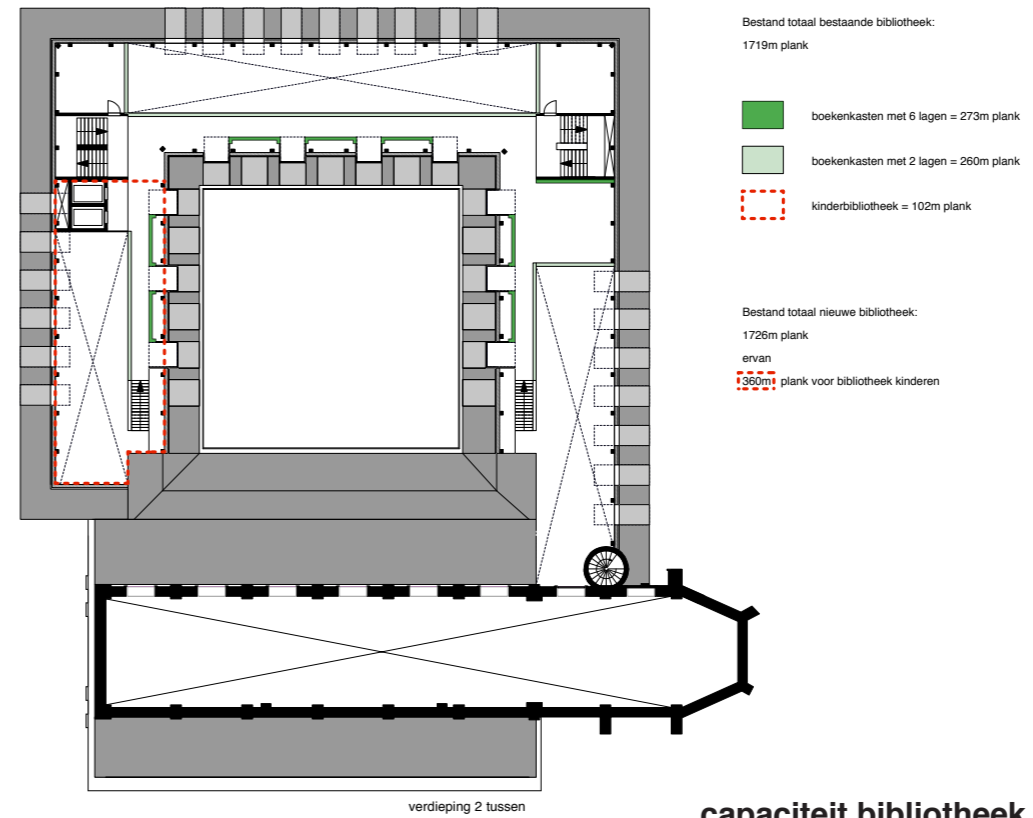 Bestand totaal bestaande bibliotheek:
1719m plank
boekenkasten met 6 lagen = 273m plank
boekenkasten met 2 lagen = 260m plank
kinderbibliotheek = 102m plank
Bestand totaal nieuwe bibliotheek:
1726m plank
ervan
360m plank voor bibliotheek kinderen
verdieping 2 tussen
capaciteit bibliotheek